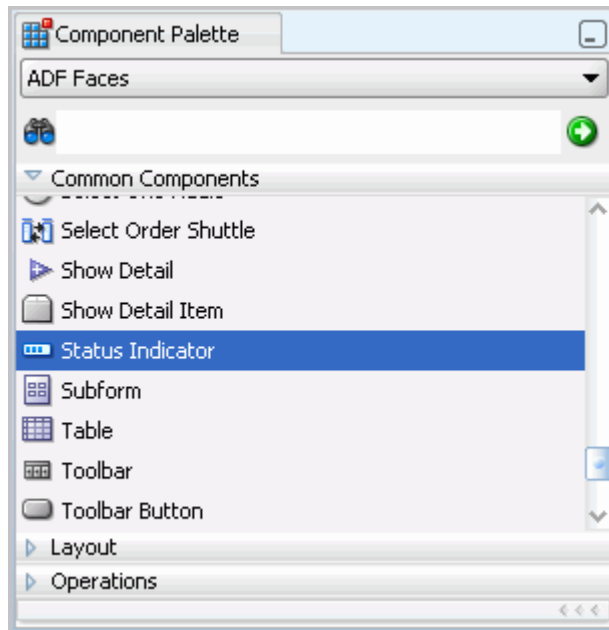 Component Palette
ADF Faces
Common Components
Select Order Shuttle
Show Detail
Show Detail Item
Status Indicator
Subform
Table
Toolbar
Toolbar Button
Layout
Operations